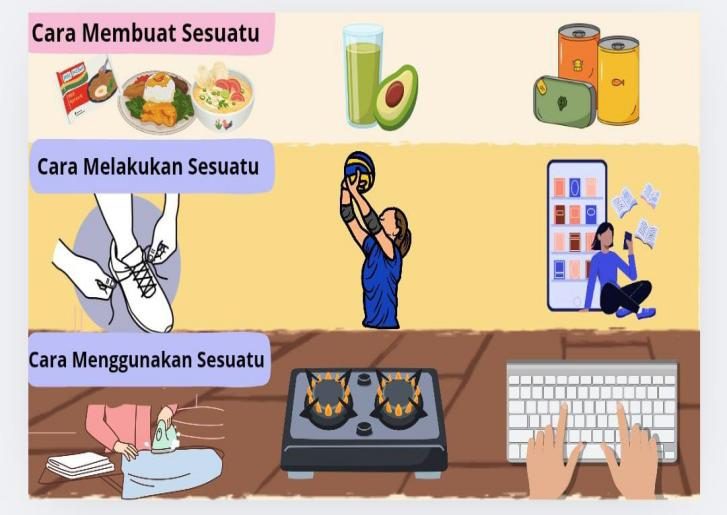 Cara Membuat Sesuatu
Cara Melakukan Sesuatu
Cara Menggunakan Sesuatu